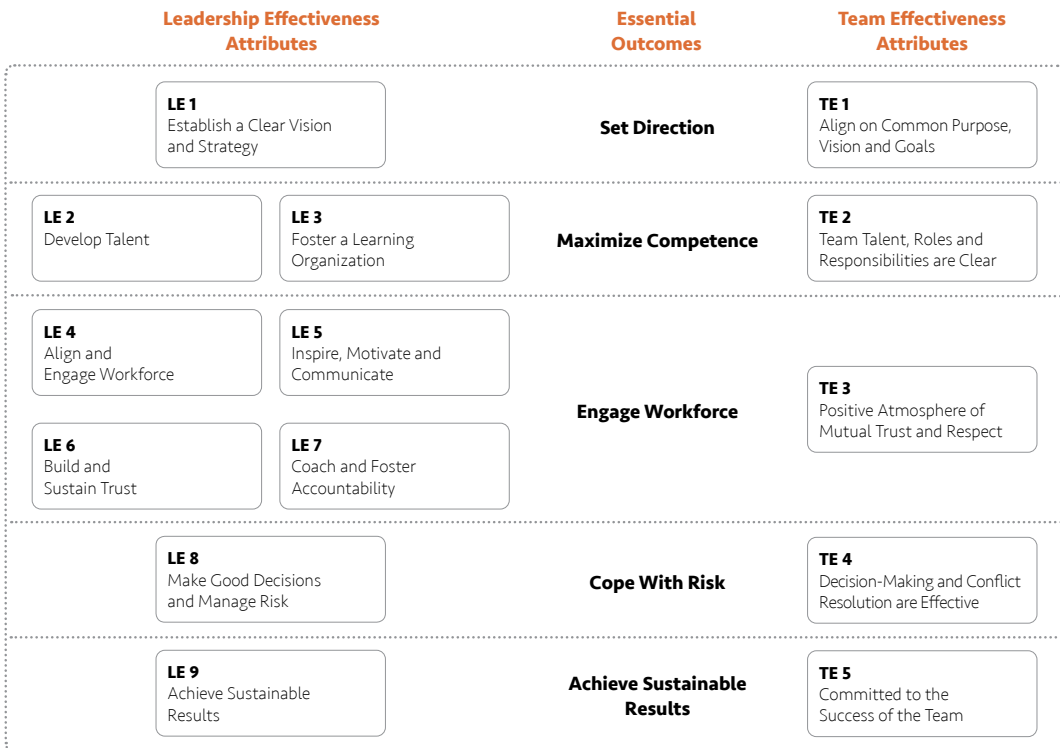 Leadership Effectiveness
Attributes
Essential
Outcomes
Team Effectiveness
Attributes
LE 1
Establish a Clear Vision
and Strategy
Set Direction
TE 1
Align on Common Purpose,
Vision and Goals
LE 2
Develop Talent
LE 3
Foster a Learning
Organization
Maximize Competence
TE 2
Team Talent, Roles and
Responsibilities are Clear
LE 4
Align and
Engage Workforce
LE 5
Inspire, Motivate and
Communicate
LE 6
Build and
Sustain Trust
LE 7
Coach and Foster
Accountability
Engage Workforce
TE 3
Positive Atmosphere of
Mutual Trust and Respect
LE 8
Make Good Decisions
and Manage Risk
Cope With Risk
TE 4
Decision-Making and Conflict
Resolution are Effective
LE 9
Achieve Sustainable
Results
Achieve Sustainable
Results
TE 5
Committed to the
Success of the Team